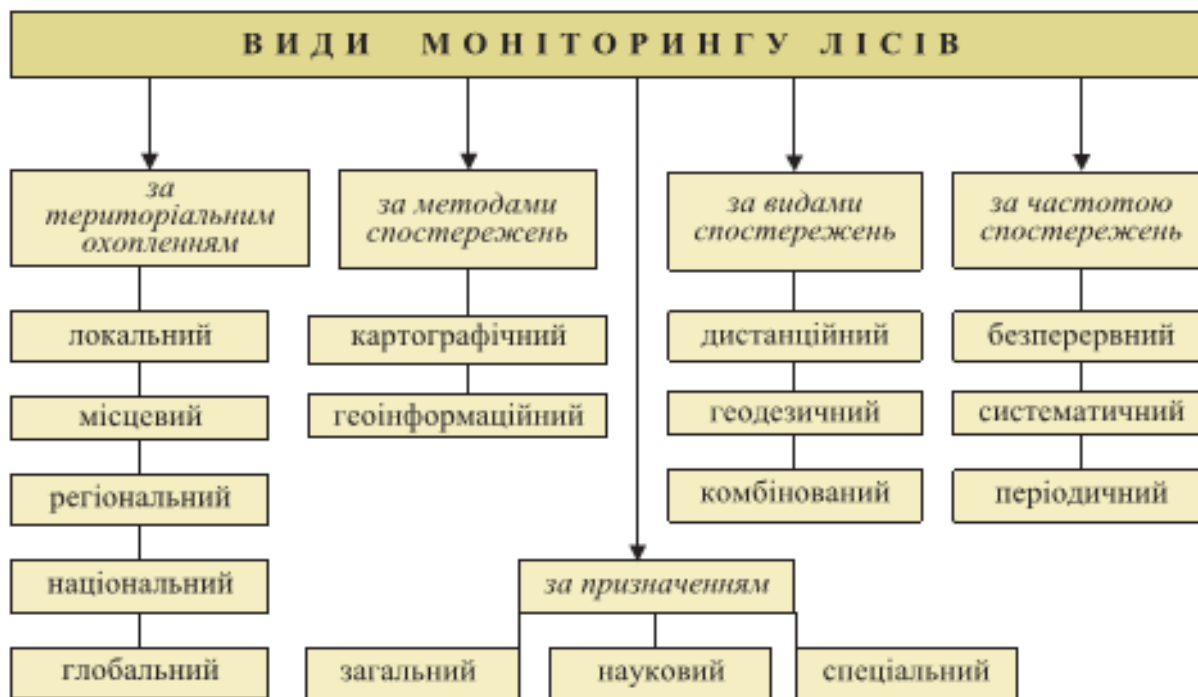 ВИДИ МОНІТОРИНГУ ЛІСІВ
за
територіальним
охопленням
локальний
місцевий
регіональний
національний
глобальний
за методами
спостережень
картографічний
геоінформаційний
за видами
спостережень
дистанційний
геодезичний
комбінований
за частотою
спостережень
безперервний
систематичний
періодичний
за призначенням
загальний
науковий
спеціальний